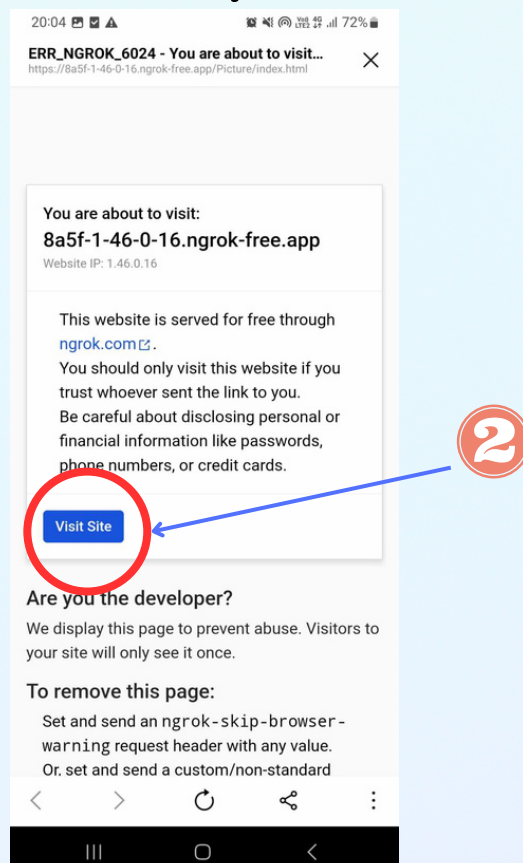 20:04 72%
ERR_NGROK_6024 - You are about to visit...
https://8a5f-1-46-0-16.ngrok-free.app/Picture/index.html
You are about to visit:
8a5f-1-46-0-16.ngrok-free.app
Website IP: 1.46.0.16
This website is served for free through
ngrok.com.
You should only visit this website if you
trust whoever sent the link to you.
Be careful about disclosing personal or
financial information like passwords,
phone numbers, or credit cards.
2
Visit Site
Are you the developer?
We display this page to prevent abuse. Visitors to
your site will only see it once.
To remove this page:
Set and send an ngrok-skip-browser-
warning request header with any value.
Or, set and send a custom/non-standard